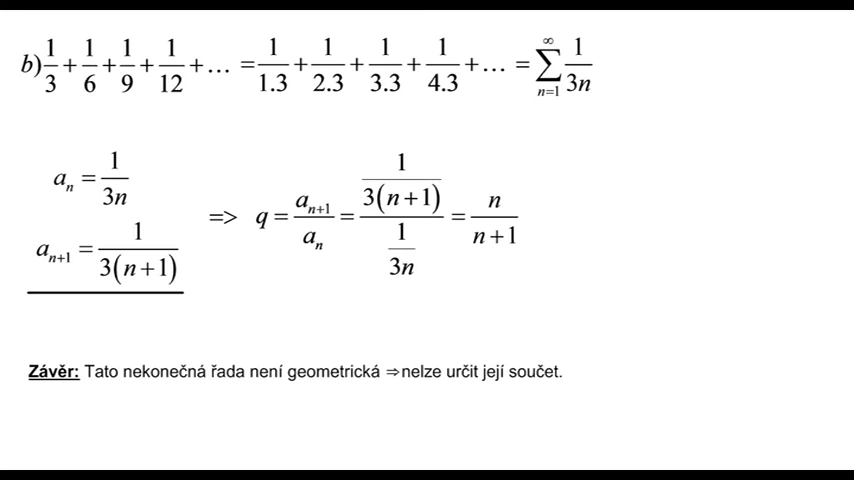 b) 1/3 + 1/6 + 1/9 + 1/12 + ... = 1/1.3 + 1/2.3 + 1/3.3 + 1/4.3 + ... = ∑_{n=1}^{∞} 1/3n
a_n = 1/3n
a_{n+1} = 1/3(n+1)
=> q = a_{n+1}/a_n = (1/3(n+1))/(1/3n) = n/n+1
Závěr: Tato nekonečná řada není geometrická ⇒ nelze určit její součet.